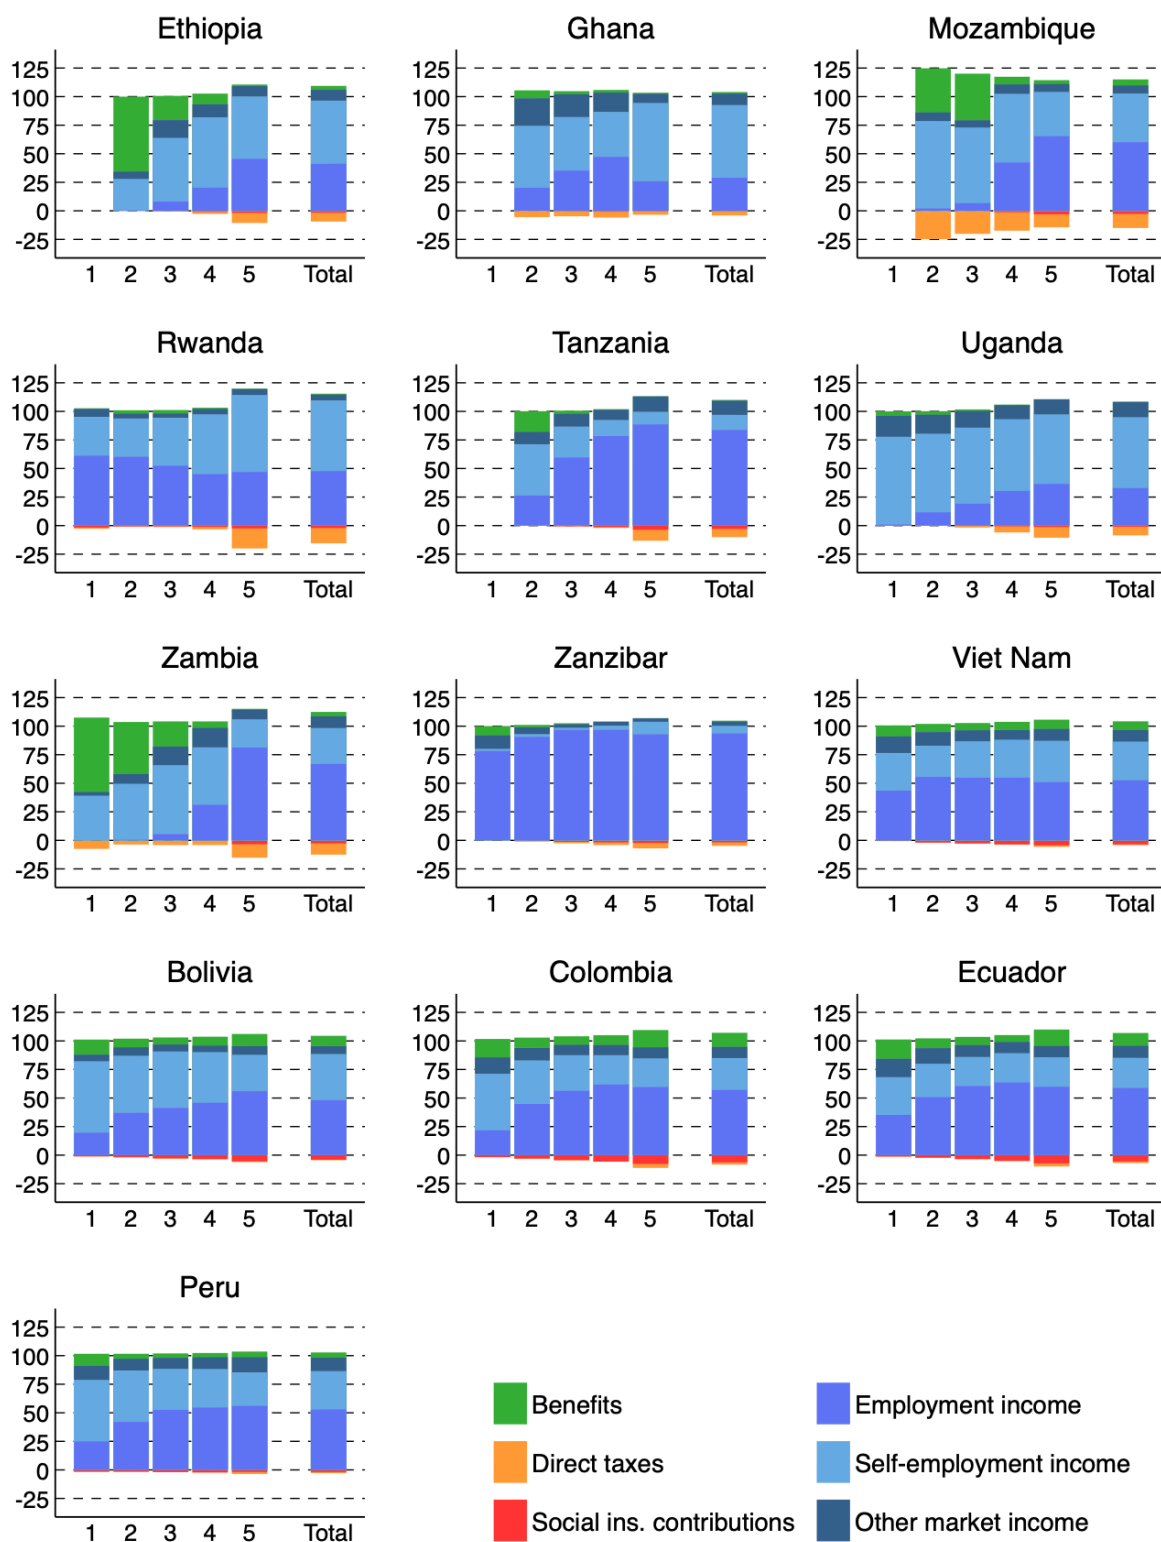 Ethiopia
Ghana
Mozambique
125
100
75
50
25
0
-25
1 2 3 4 5 Total
125
100
75
50
25
0
-25
1 2 3 4 5 Total
125
100
75
50
25
0
-25
1 2 3 4 5 Total
Rwanda
Tanzania
Uganda
125
100
75
50
25
0
-25
1 2 3 4 5 Total
125
100
75
50
25
0
-25
1 2 3 4 5 Total
125
100
75
50
25
0
-25
1 2 3 4 5 Total
Zambia
Zanzibar
Viet Nam
125
100
75
50
25
0
-25
1 2 3 4 5 Total
125
100
75
50
25
0
-25
1 2 3 4 5 Total
125
100
75
50
25
0
-25
1 2 3 4 5 Total
Bolivia
Colombia
Ecuador
125
100
75
50
25
0
-25
1 2 3 4 5 Total
125
100
75
50
25
0
-25
1 2 3 4 5 Total
125
100
75
50
25
0
-25
1 2 3 4 5 Total
Peru
125
100
75
50
25
0
-25
1 2 3 4 5 Total
Benefits
Employment income
Direct taxes
Self-employment income
Social ins. contributions
Other market income